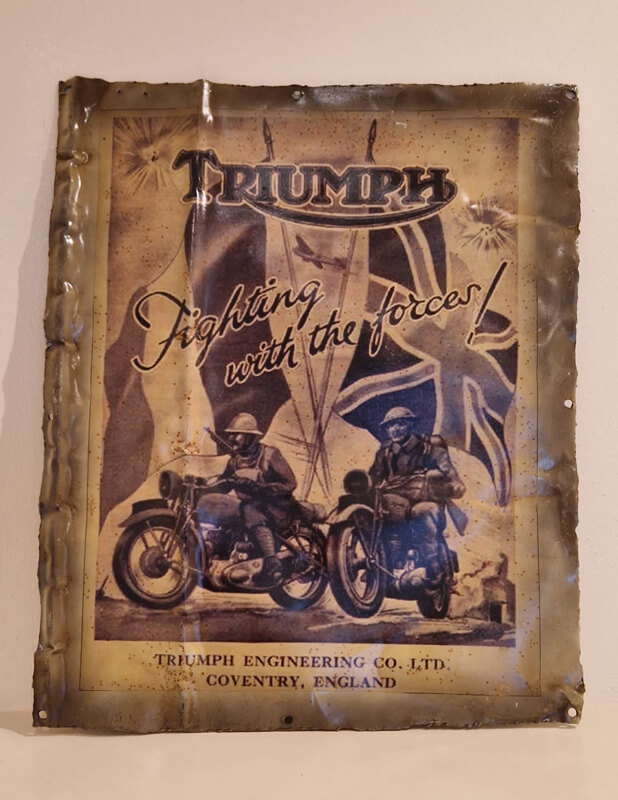 TRIUMPH
Fighting
with the forces!
TRIUMPH ENGINEERING CO. LTD.
COVENTRY, ENGLAND